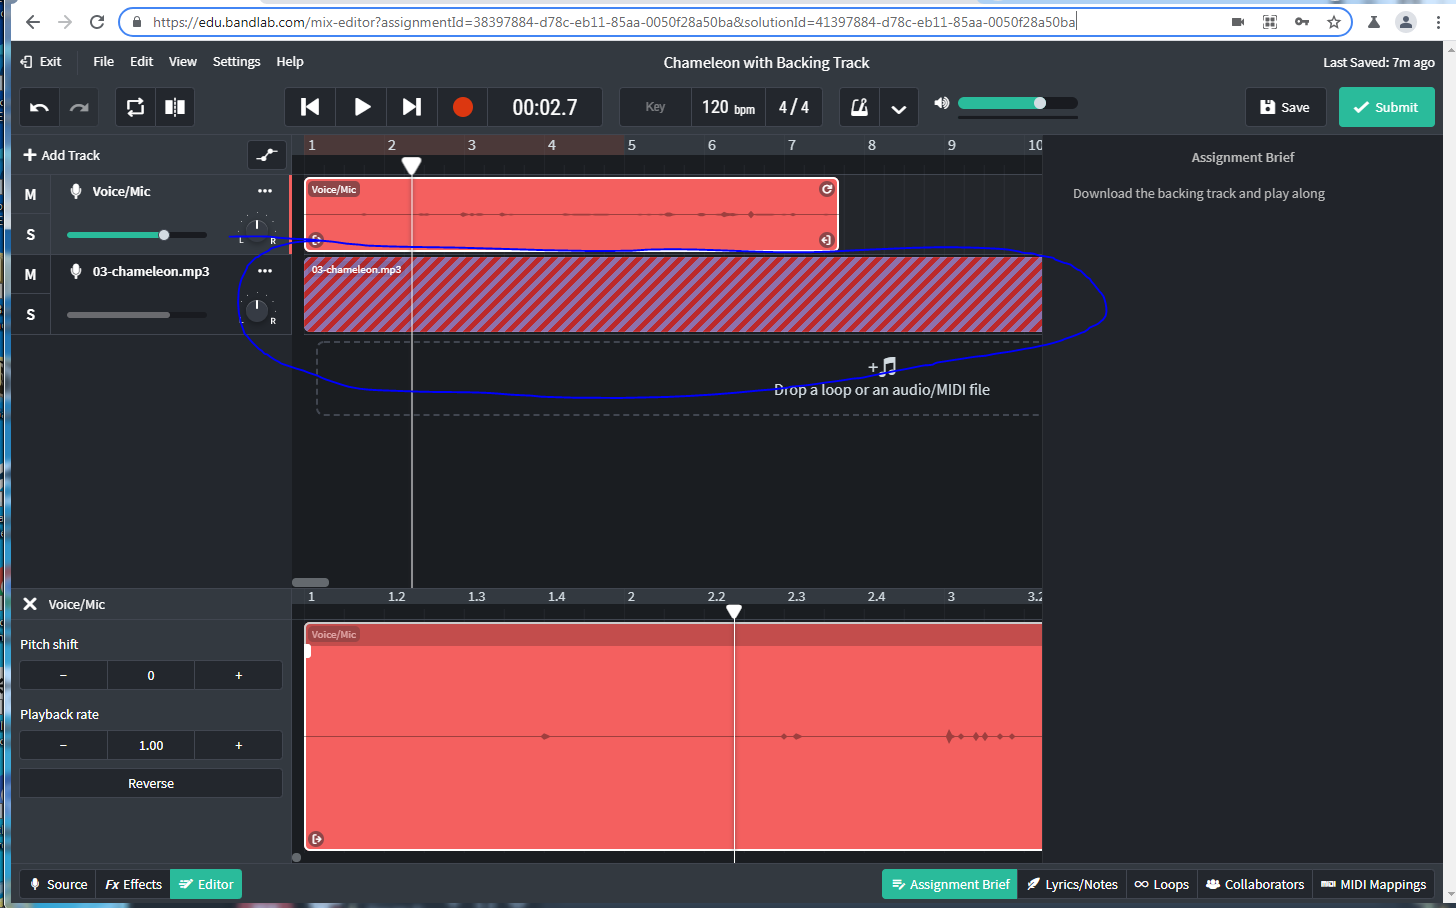 https://edu.bandlab.com/mix-editor?assignmentId=38397884-d78c-eb11-85aa-0050f28a50ba&solutionId=41397884-d78c-eb11-85aa-0050f28a50ba
Exit File Edit View Settings Help Chameleon with Backing Track Last Saved: 7m ago
00:02.7 Key 120 bpm 4 / 4 Save Submit
Add Track 1 2 3 4 5 6 7 8 9 10 Assignment Brief
M Voice/Mic Voice/Mic Download the backing track and play along
S L R
M 03-chameleon.mp3 03-chameleon.mp3
S L R
Drop a loop or an audio/MIDI file
Voice/Mic 1 1.2 1.3 1.4 2 2.2 2.3 2.4 3 3.2
Voice/Mic
Pitch shift
− 0 +
Playback rate
− 1.00 +
Reverse
Source Fx Effects Editor Assignment Brief Lyrics/Notes Loops Collaborators MIDI Mappings